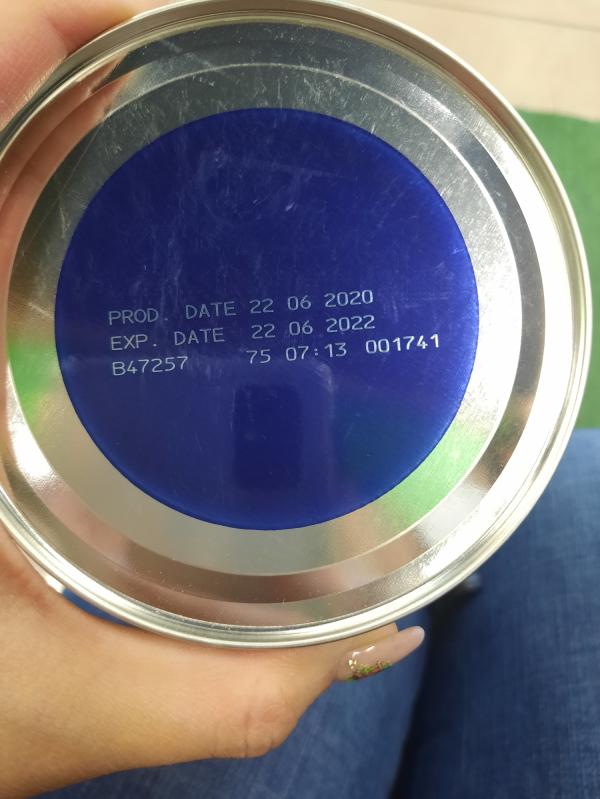 PROD. DATE 22 06 2020
EXP. DATE 22 06 2022
B47257 75 07:13 001741